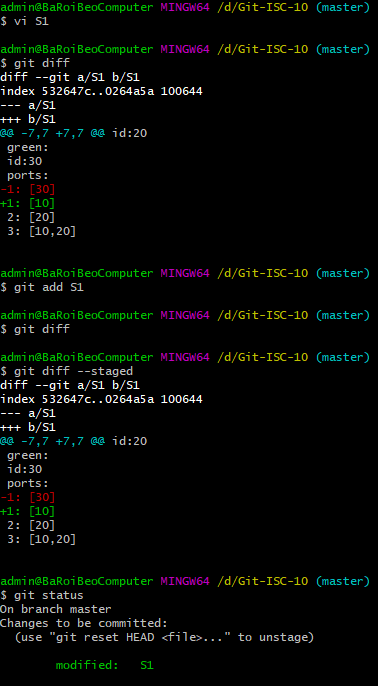 admin@BaRoiBeoComputer MINGW64 /d/Git-ISC-10 (master)
$ vi S1
admin@BaRoiBeoComputer MINGW64 /d/Git-ISC-10 (master)
$ git diff
diff --git a/S1 b/S1
index 532647c..0264a5a 100644
--- a/S1
+++ b/S1
@@ -7,7 +7,7 @@ id:20
 green:
 id:30
 ports:
-1: [30]
+1: [10]
 2: [20]
 3: [10,20]
admin@BaRoiBeoComputer MINGW64 /d/Git-ISC-10 (master)
$ git add S1
admin@BaRoiBeoComputer MINGW64 /d/Git-ISC-10 (master)
$ git diff
admin@BaRoiBeoComputer MINGW64 /d/Git-ISC-10 (master)
$ git diff --staged
diff --git a/S1 b/S1
index 532647c..0264a5a 100644
--- a/S1
+++ b/S1
@@ -7,7 +7,7 @@ id:20
 green:
 id:30
 ports:
-1: [30]
+1: [10]
 2: [20]
 3: [10,20]
admin@BaRoiBeoComputer MINGW64 /d/Git-ISC-10 (master)
$ git status
On branch master
Changes to be committed:
  (use "git reset HEAD <file>..." to unstage)
        modified:   S1